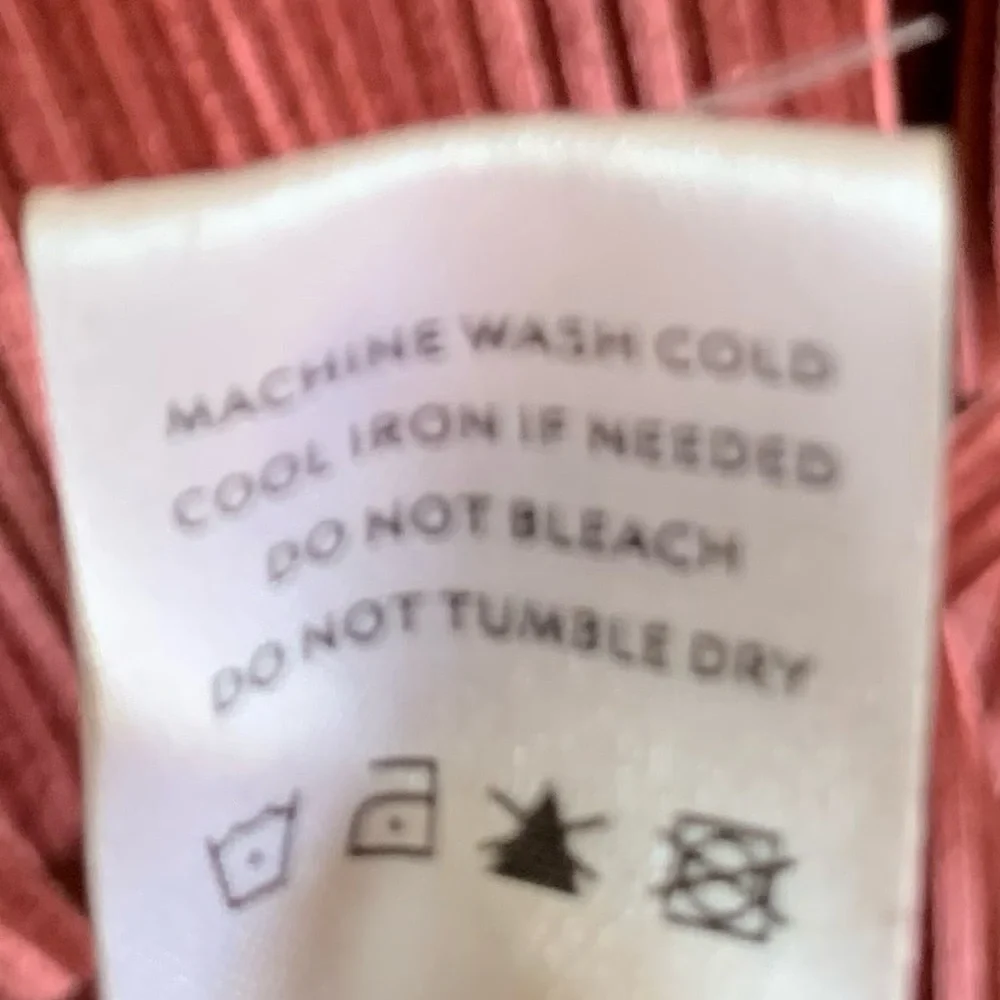 MACHINE WASH COLD
COOL IRON IF NEEDED
DO NOT BLEACH
DO NOT TUMBLE DRY